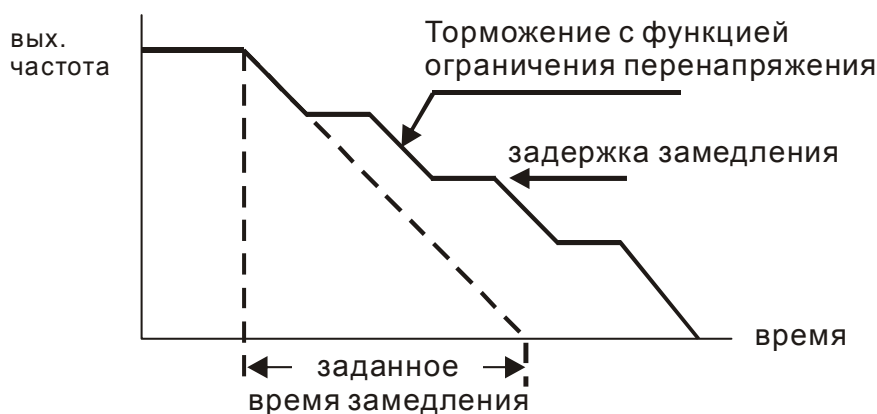 вых.
частота
Торможение с функцией
ограничения перенапряжения
задержка замедления
время
заданное
время замедления